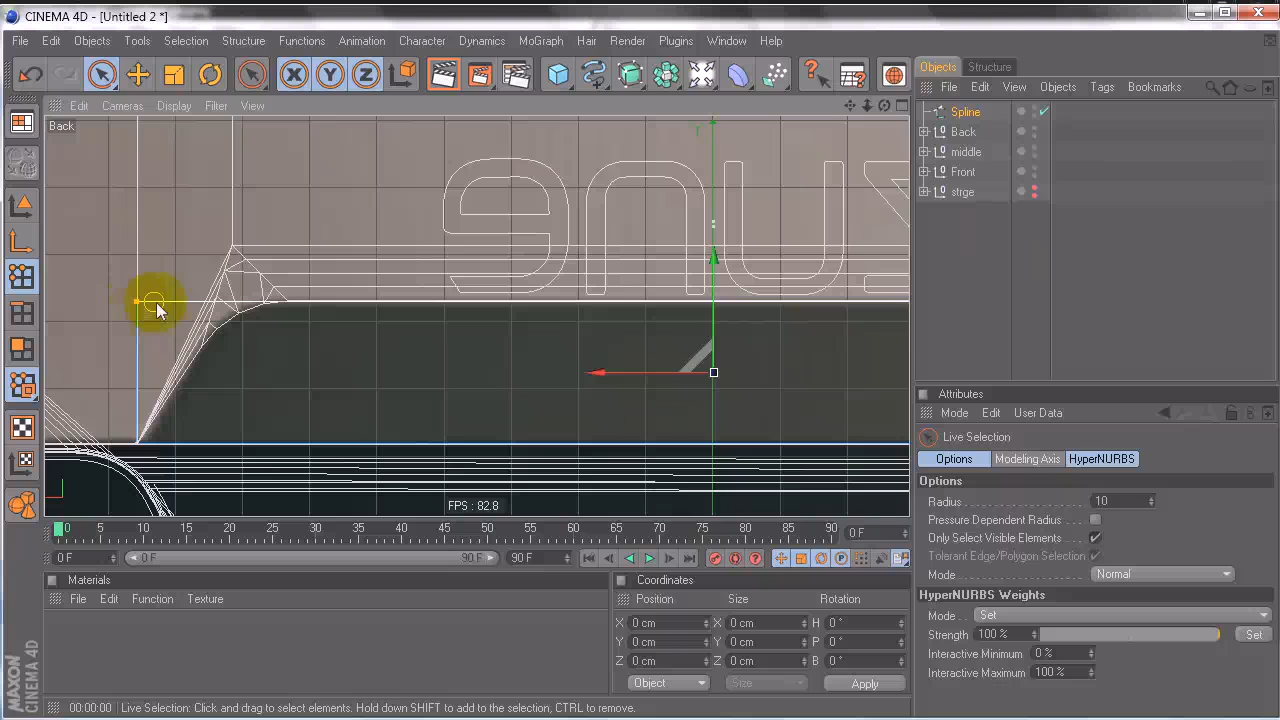 CINEMA 4D - [Untitled 2 *]
File Edit Objects Tools Selection Structure Functions Animation Character Dynamics MoGraph Hair Render Plugins Window Help
X Y Z
Objects Structure
Edit Cameras Display Filter View
File Edit View Objects Tags Bookmarks
Back
Spline
Back
middle
Front
strge
Attributes
Mode Edit User Data
Live Selection
Options Modeling Axis HyperNURBS
Options
Radius 10
Pressure Dependent Radius
Only Select Visible Elements
Tolerant Edge/Polygon Selection
Mode Normal
HyperNURBS Weights
Mode Set
Strength 100 % Set
Interactive Minimum 0 %
Interactive Maximum 100 %
FPS : 82.8
0 5 10 15 20 25 30 35 40 45 50 55 60 65 70 75 80 85 90 0 F
0 F 0 F 90 F 90 F
Materials
File Edit Function Texture
Coordinates
Position Size Rotation
X 0 cm X 0 cm H 0 °
Y 0 cm Y 0 cm P 0 °
Z 0 cm Z 0 cm B 0 °
Object Size Apply
MAXON
CINEMA 4D
00:00:00 Live Selection: Click and drag to select elements. Hold down SHIFT to add to the selection, CTRL to remove.